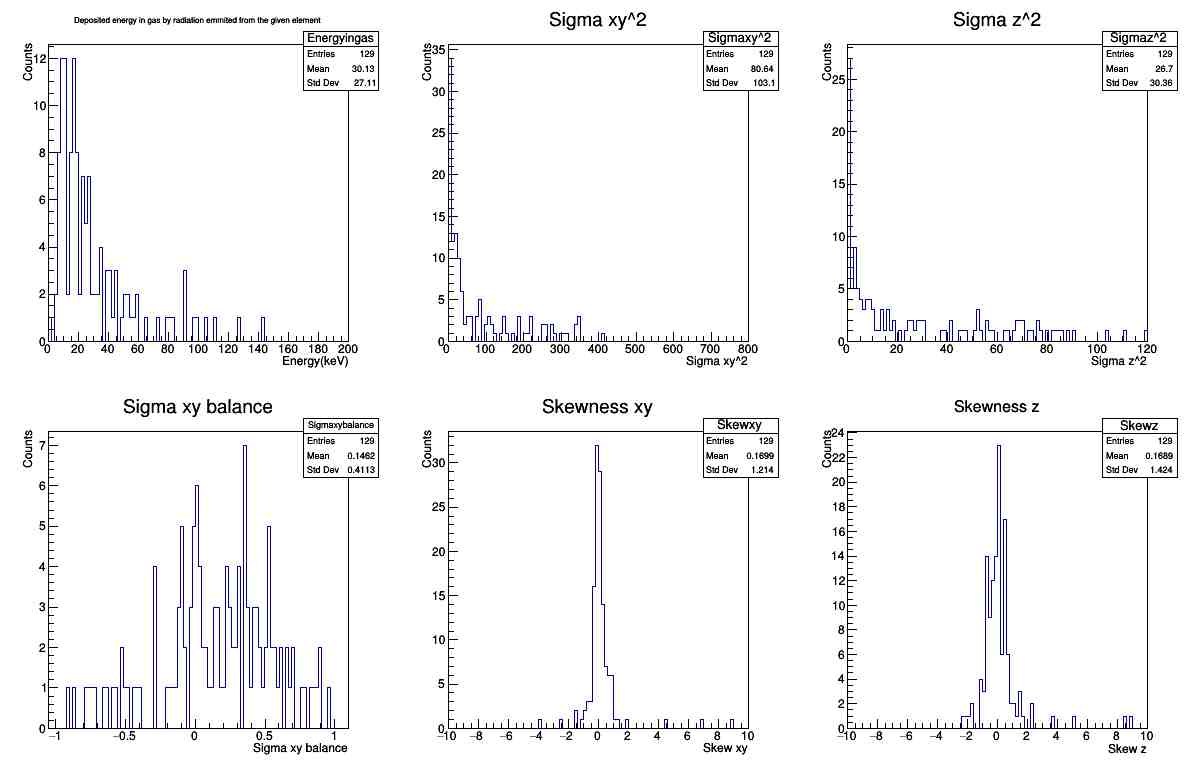 Deposited energy in gas by radiation emmited from the given element
Counts
Energyingas
Entries 129
Mean 30.13
Std Dev 27.11
12
10
8
6
4
2
0
0 20 40 60 80 100 120 140 160 180 200
Energy(keV)
Sigma xy^2
Counts
Sigmaxy^2
Entries 129
Mean 80.64
Std Dev 103.1
35
30
25
20
15
10
5
0
0 100 200 300 400 500 600 700 800
Sigma xy^2
Sigma z^2
Counts
Sigmaz^2
Entries 129
Mean 26.7
Std Dev 30.36
25
20
15
10
5
0
0 20 40 60 80 100 120
Sigma z^2
Sigma xy balance
Counts
Sigmaxybalance
Entries 129
Mean 0.1462
Std Dev 0.4113
7
6
5
4
3
2
1
0
−1 −0.5 0 0.5 1
Sigma xy balance
Skewness xy
Counts
Skewxy
Entries 129
Mean 0.1699
Std Dev 1.214
30
25
20
15
10
5
0
−10 −8 −6 −4 −2 0 2 4 6 8 10
Skew xy
Skewness z
Counts
Skewz
Entries 129
Mean 0.1689
Std Dev 1.424
24
22
20
18
16
14
12
10
8
6
4
2
0
−10 −8 −6 −4 −2 0 2 4 6 8 10
Skew z